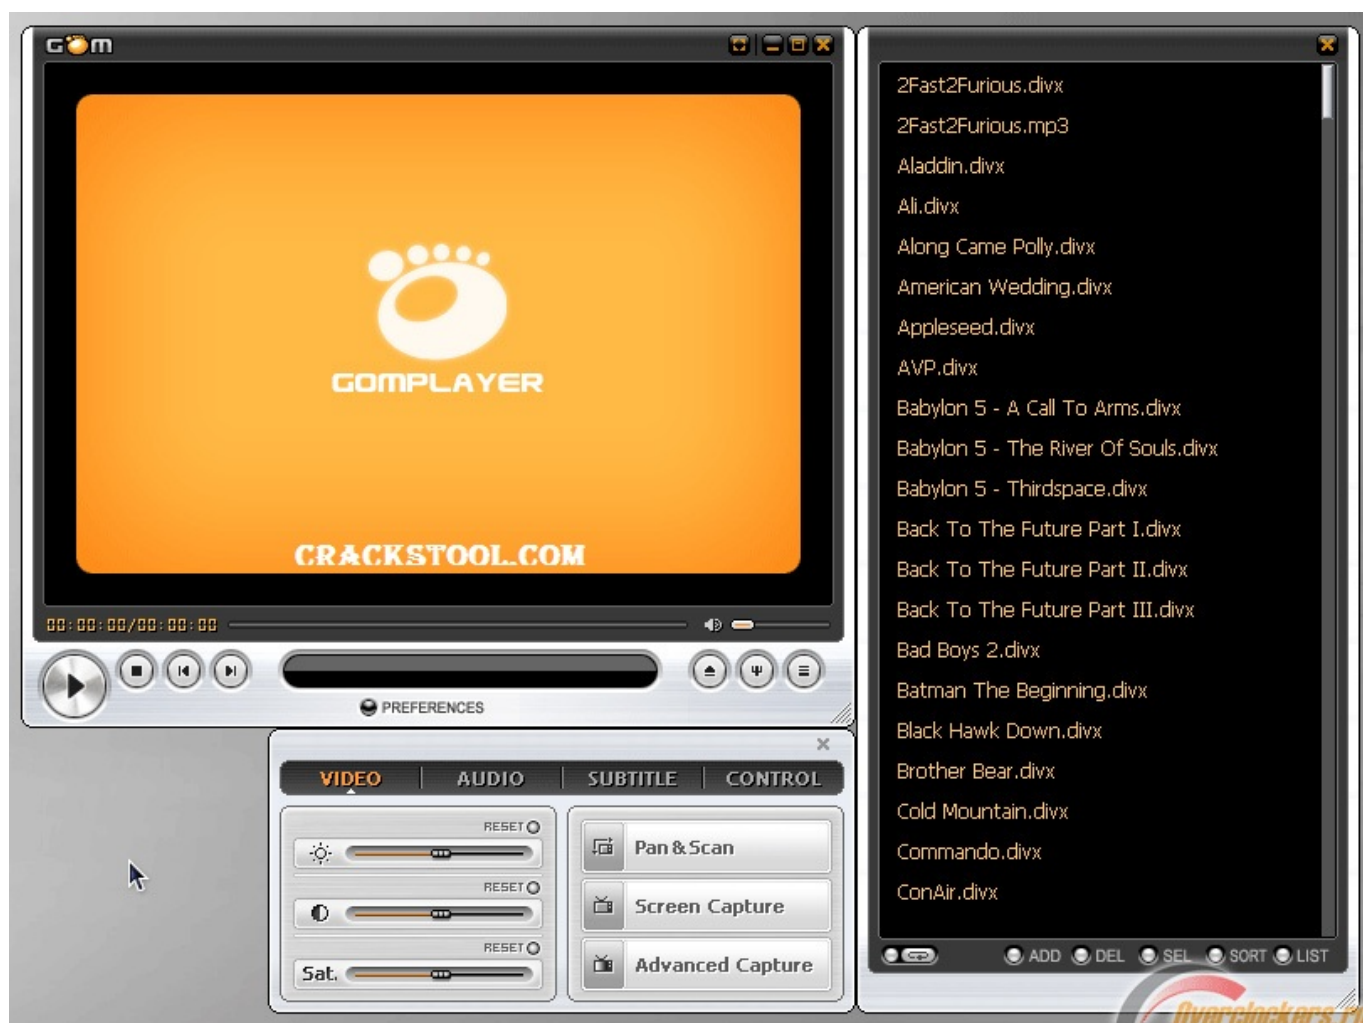 GOM
GOMPLAYER
CRACKSTOOL.COM
00:00:00/00:00:00
PREFERENCES
VIDEO
AUDIO
SUBTITLE
CONTROL
RESET
RESET
RESET
Sat.
Pan & Scan
Screen Capture
Advanced Capture
2Fast2Furious.divx
2Fast2Furious.mp3
Aladdin.divx
Ali.divx
Along Came Polly.divx
American Wedding.divx
Appleseed.divx
AVP.divx
Babylon 5 - A Call To Arms.divx
Babylon 5 - The River Of Souls.divx
Babylon 5 - Thirdspace.divx
Back To The Future Part I.divx
Back To The Future Part II.divx
Back To The Future Part III.divx
Bad Boys 2.divx
Batman The Beginning.divx
Black Hawk Down.divx
Brother Bear.divx
Cold Mountain.divx
Commando.divx
ConAir.divx
ADD DEL SEL SORT LIST